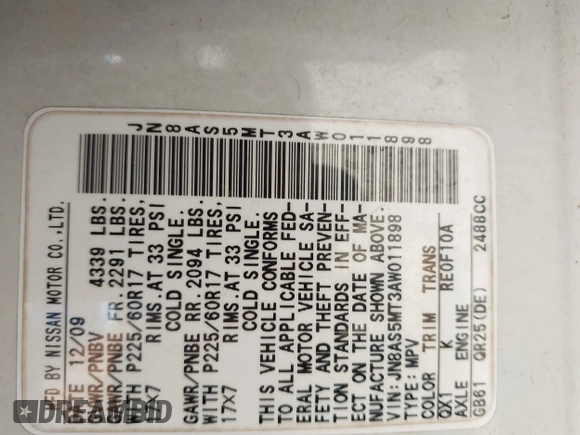 JN8AS5MT3AW011898
FD BY NISSAN MOTOR CO.,LTD.
DATE 12/09
GVWR/PNBV 4339 LBS.
GAWR/PNBE FR. 2291 LBS.
WITH P225/60R17 TIRES,
17X7 RIMS.AT 33 PSI
COLD SINGLE.
GAWR/PNBE RR. 2094 LBS.
WITH P225/60R17 TIRES,
17X7 RIMS.AT 33 PSI
COLD SINGLE.
THIS VEHICLE CONFORMS
TO ALL APPLICABLE FED-
ERAL MOTOR VEHICLE SA-
FETY AND THEFT PREVEN-
TION STANDARDS IN EFF-
ECT ON THE DATE OF MA-
NUFACTURE SHOWN ABOVE.
VIN:JN8AS5MT3AW011898
TYPE: MPV
COLOR TRIM TRANS
QX1 K RE0F10A
AXLE ENGINE
GB61 QR25(DE) 2488CC
DREAMBID